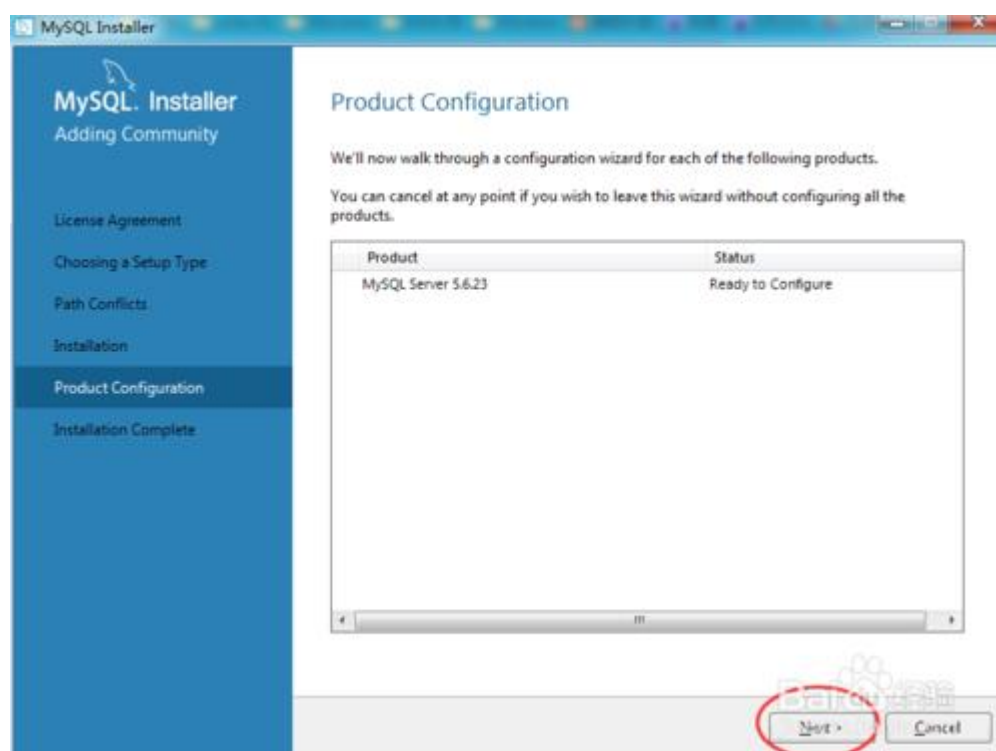 MySQL Installer
MySQL. Installer
Adding Community
License Agreement
Choosing a Setup Type
Path Conflicts
Installation
Product Configuration
Installation Complete
Product Configuration
We'll now walk through a configuration wizard for each of the following products.
You can cancel at any point if you wish to leave this wizard without configuring all the
products.
Product Status
MySQL Server 5.6.23 Ready to Configure
Baidu 经验
Next >
Cancel